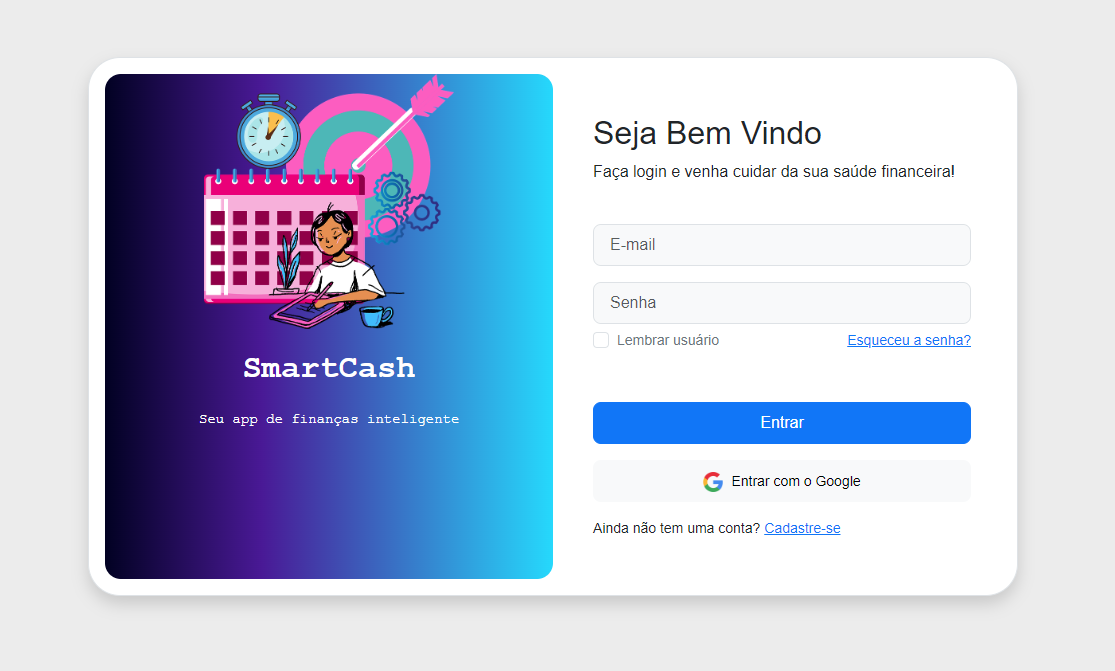 SmartCash
Seu app de finanças inteligente
Seja Bem Vindo
Faça login e venha cuidar da sua saúde financeira!
E-mail
Senha
Lembrar usuário
Esqueceu a senha?
Entrar
Entrar com o Google
Ainda não tem uma conta? Cadastre-se